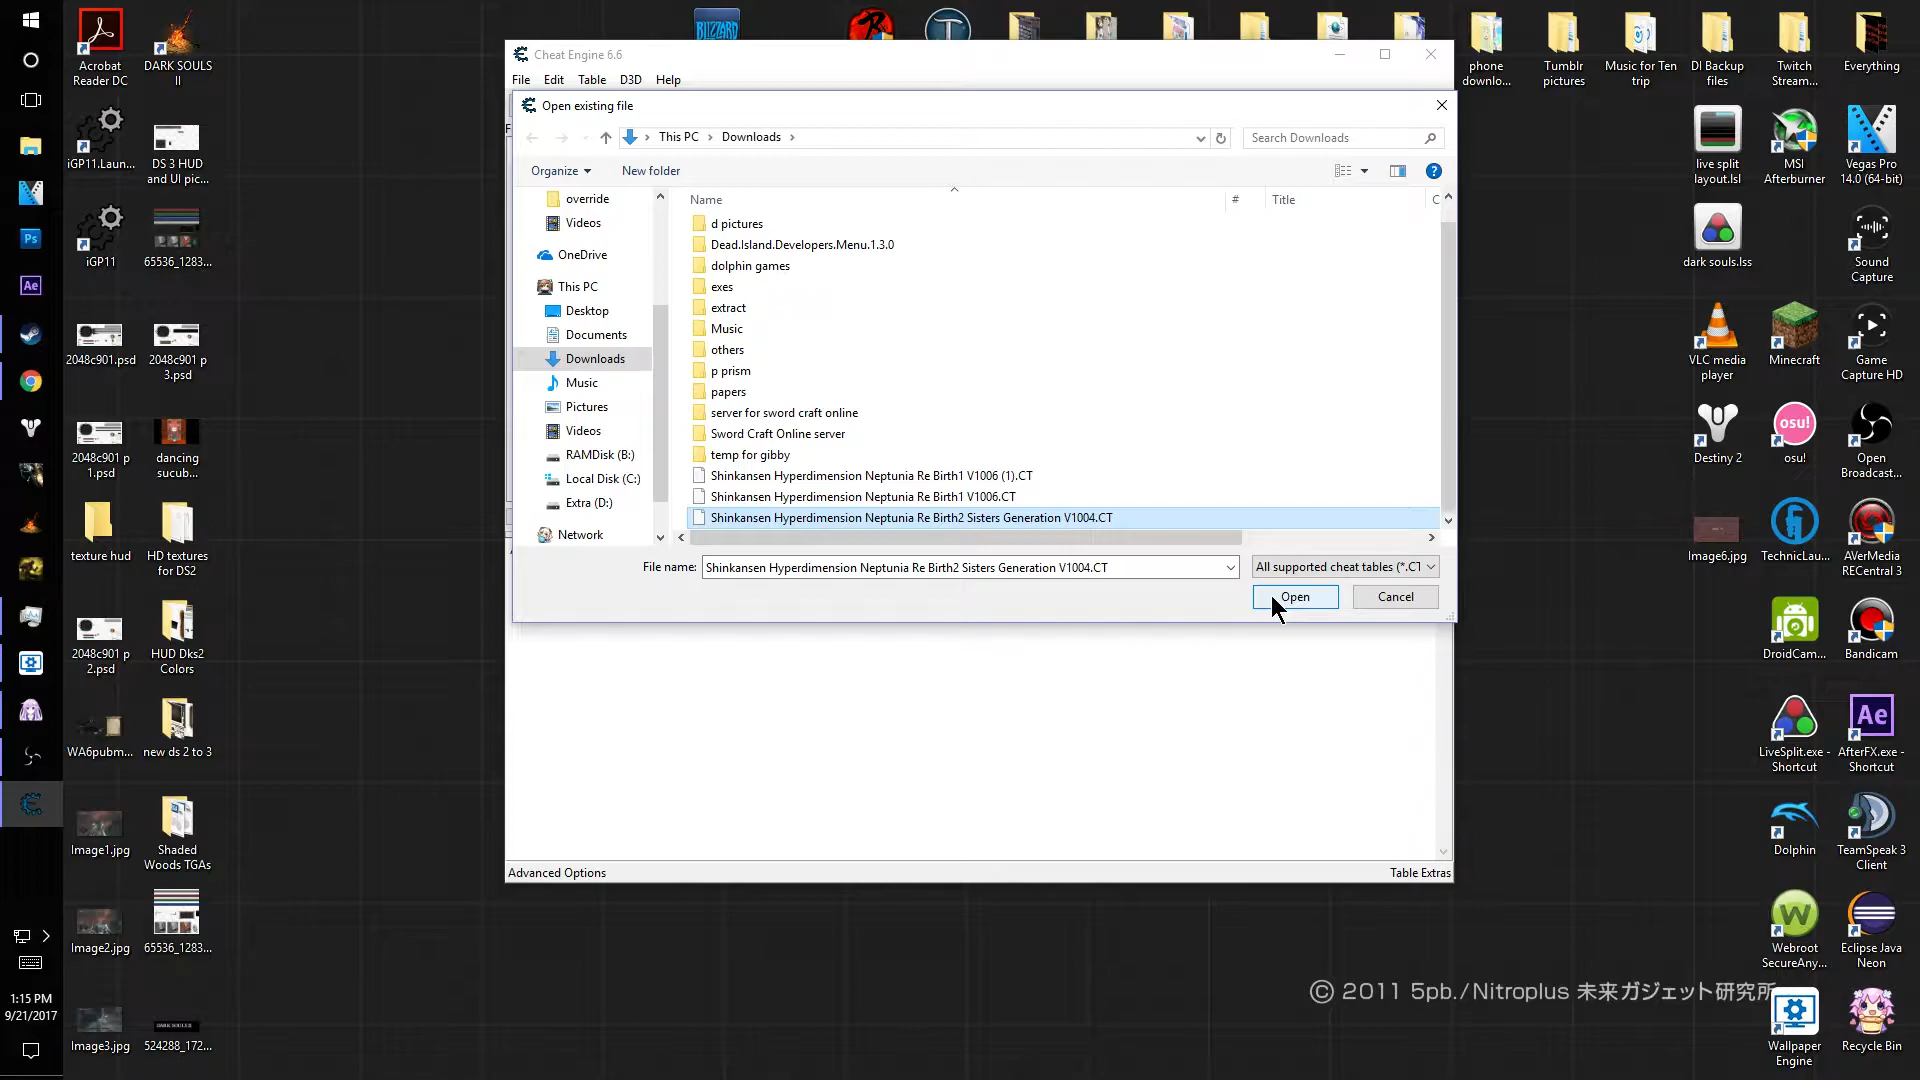 Acrobat
Reader DC
DARK SOULS
II
iGP11.Laun...
DS 3 HUD
and UI pic...
iGP11
65536_1283...
2048c901.psd
2048c901 p
3.psd
2048c901 p
1.psd
dancing
sucub...
texture hud
HD textures
for DS2
2048c901 p
2.psd
HUD Dks2
Colors
WA6pubm...
new ds 2 to 3
Image1.jpg
Shaded
Woods TGAs
Image2.jpg
65536_1283...
Image3.jpg
524288_172...
DARK SOULS II
Ps
Ae
1:15 PM
9/21/2017
BLIZZARD
Cheat Engine 6.6
File Edit Table D3D Help
Open existing file
This PC
Downloads
Search Downloads
Organize
New folder
override
Videos
OneDrive
This PC
Desktop
Documents
Downloads
Music
Pictures
Videos
RAMDisk (B:)
Local Disk (C:)
Extra (D:)
Network
Name # Title C
d pictures
Dead.Island.Developers.Menu.1.3.0
dolphin games
exes
extract
Music
others
p prism
papers
server for sword craft online
Sword Craft Online server
temp for gibby
Shinkansen Hyperdimension Neptunia Re Birth1 V1006 (1).CT
Shinkansen Hyperdimension Neptunia Re Birth1 V1006.CT
Shinkansen Hyperdimension Neptunia Re Birth2 Sisters Generation V1004.CT
File name: Shinkansen Hyperdimension Neptunia Re Birth2 Sisters Generation V1004.CT
All supported cheat tables (*.CT
Open
Cancel
Advanced Options
Table Extras
phone
downlo...
Tumblr
pictures
Music for Ten
trip
DI Backup
files
Twitch
Stream...
Everything
live split
layout.lsl
MSI
Afterburner
Vegas Pro
14.0 (64-bit)
dark souls.lss
Sound
Capture
VLC media
player
Minecraft
Game
Capture HD
Destiny 2
osu!
osu!
Open
Broadcast...
Image6.jpg
TechnicLau...
AVerMedia
RECentral 3
DroidCam...
Bandicam
Ae
LiveSplit.exe -
Shortcut
AfterFX.exe -
Shortcut
Dolphin
TeamSpeak 3
Client
Webroot
SecureAny...
Eclipse Java
Neon
Wallpaper
Engine
Recycle Bin
© 2011 5pb./Nitroplus 未来ガジェット研究所